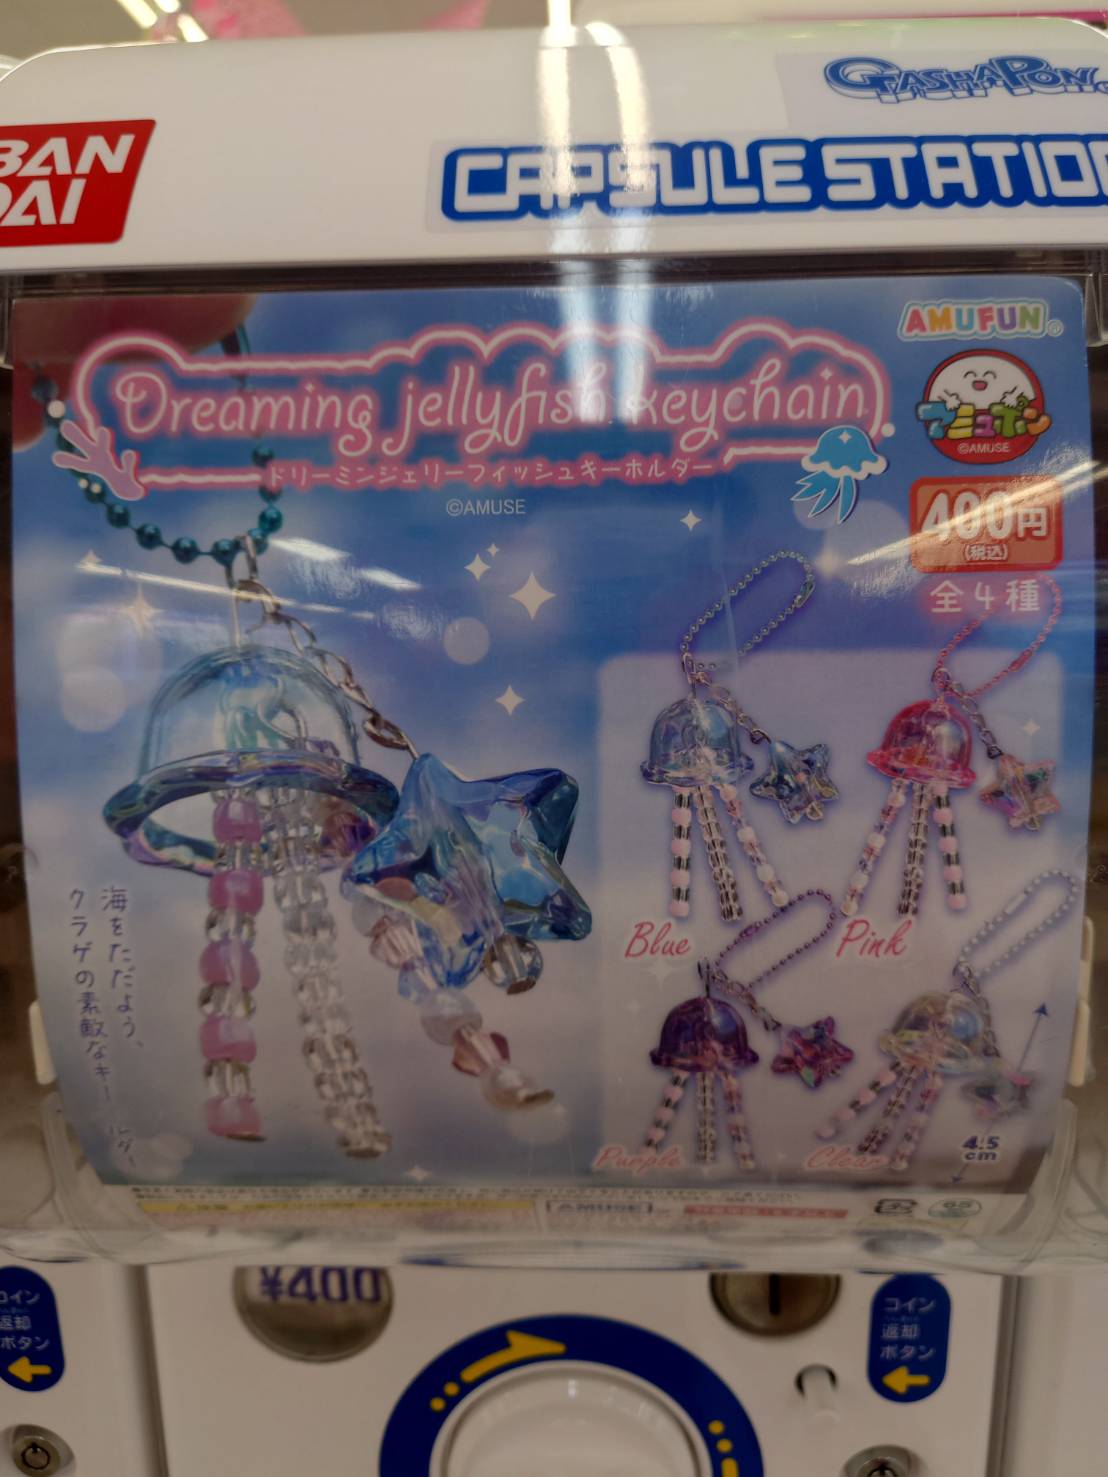 BAN
DAI
GASHAPON
CAPSULE STATION
AMUFUN
Dreaming jellyfish keychain
ドリーミンジェリーフィッシュキーホルダー
アミュポン
©AMUSE
©AMUSE
400円
(税込)
全4種
海をただよう、
クラゲの素敵なキーホルダー
Blue
Pink
Purple
Clear
4.5
cm
AMUSE
¥400
コイン
返却
ボタン
コイン
返却
ボタン